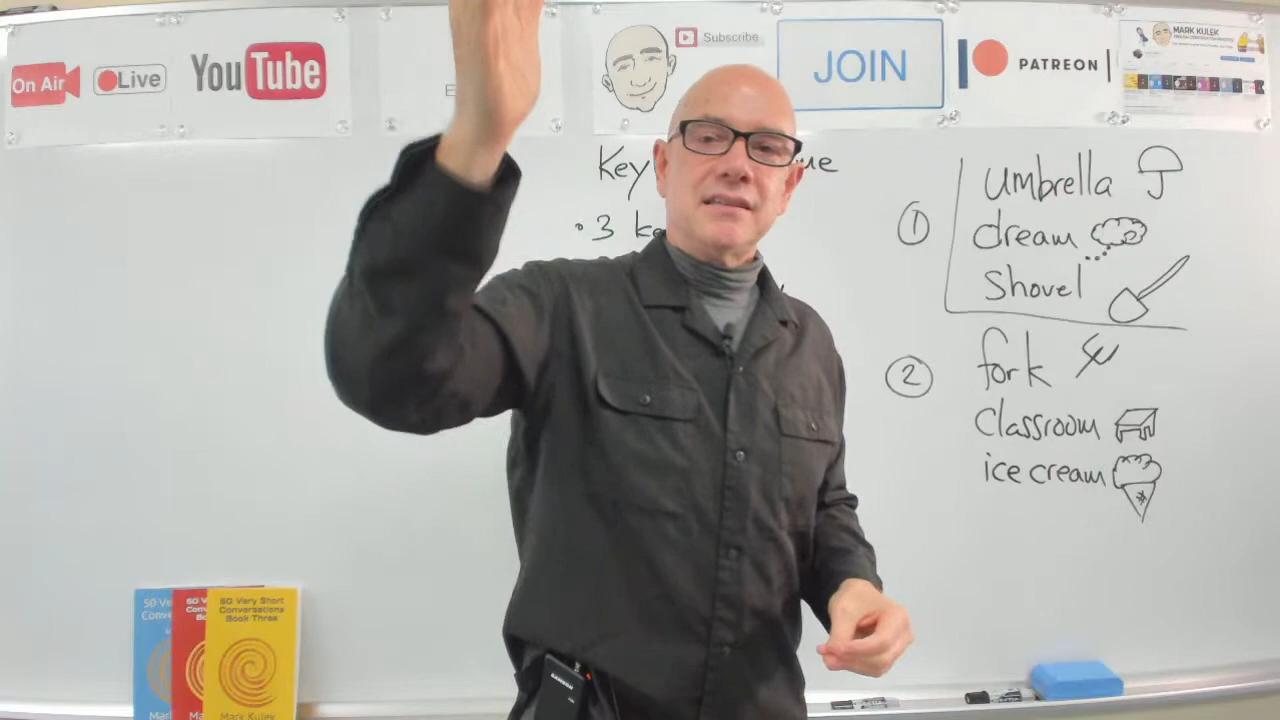 On Air
Live
YouTube
Subscribe
JOIN
PATREON
MARK KULEK
Key
• 3
① umbrella
dream
shovel
② fork
classroom
ice cream
50 Very Short
Conversations
Book Three
Mark Kulek
SAMSON